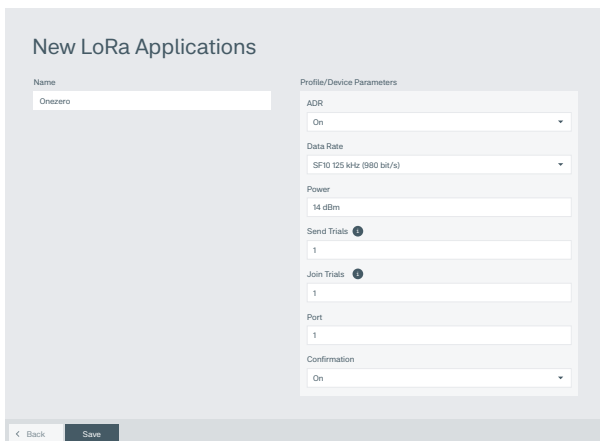 New LoRa Applications
Name
Onezero
Profile/Device Parameters
ADR
On
Data Rate
SF10 125 kHz (980 bit/s)
Power
14 dBm
Send Trials i
1
Join Trials i
1
Port
1
Confirmation
On
Back
Save